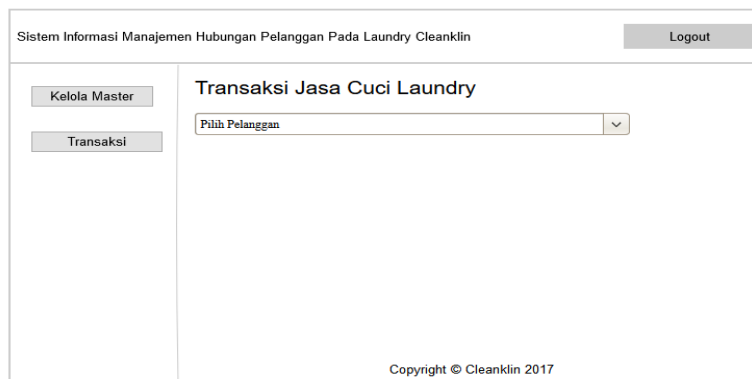 Sistem Informasi Manajemen Hubungan Pelanggan Pada Laundry Cleanklin
Logout
Kelola Master
Transaksi
Transaksi Jasa Cuci Laundry
Pilih Pelanggan
Copyright © Cleanklin 2017